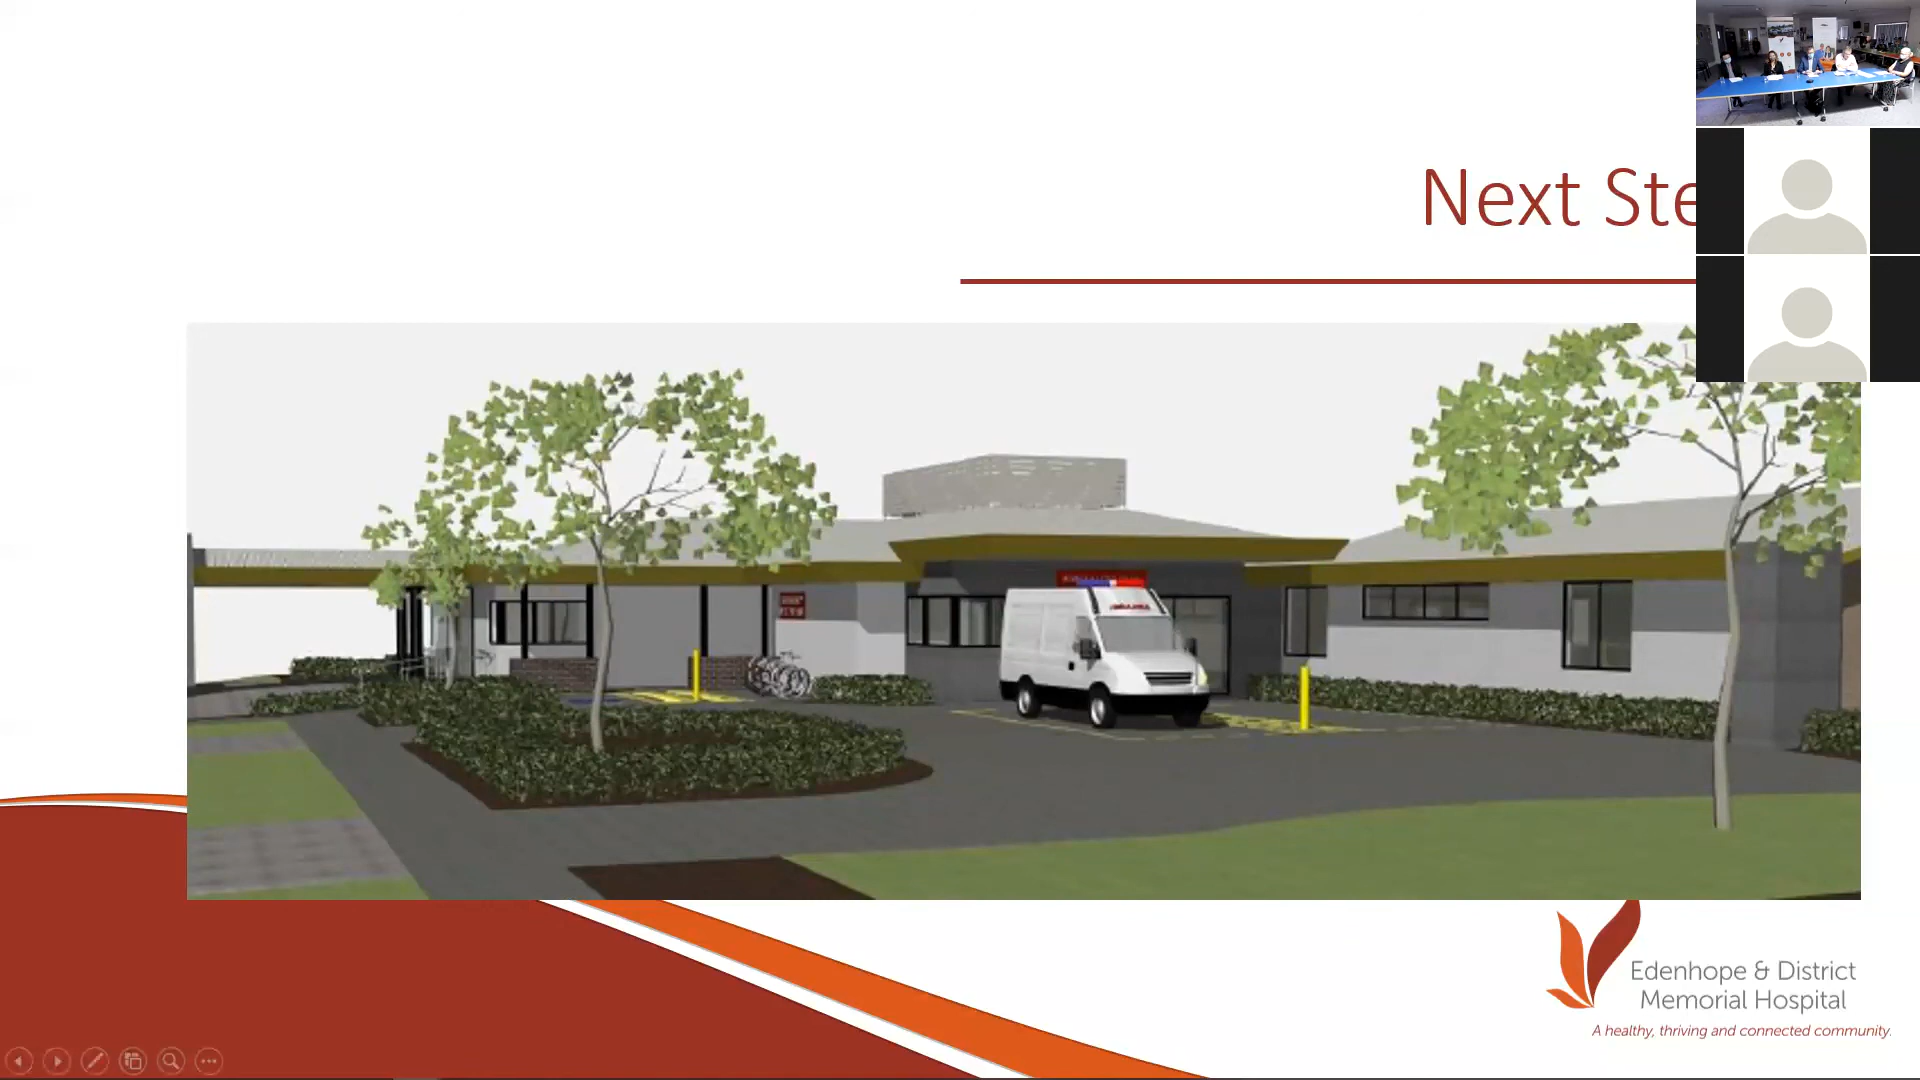 Next Ste
Edenhope & District
Memorial Hospital
A healthy, thriving and connected community.